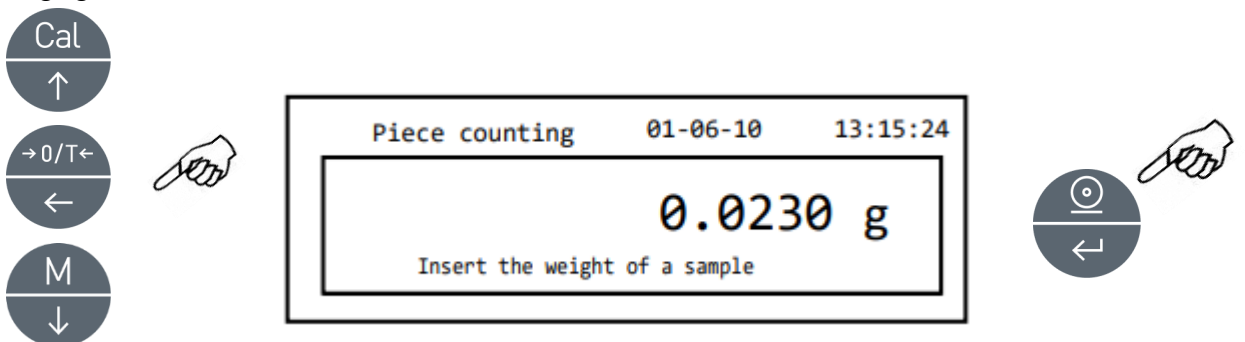 Cal
↑
→0/T←
←
M
↓
Piece counting 01-06-10 13:15:24
0.0230 g
Insert the weight of a sample
↵